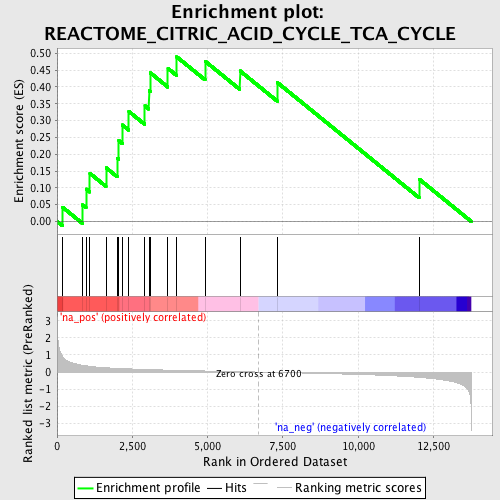 Enrichment plot:
REACTOME_CITRIC_ACID_CYCLE_TCA_CYCLE
Enrichment score (ES)
0.50
0.45
0.40
0.35
0.30
0.25
0.20
0.15
0.10
0.05
0.00
'na_pos' (positively correlated)
Ranked list metric (PreRanked)
3
2
1
0
-1
-2
-3
Zero cross at 6700
'na_neg' (negatively correlated)
0
2,500
5,000
7,500
10,000
12,500
Rank in Ordered Dataset
Enrichment profile
Hits
Ranking metric scores